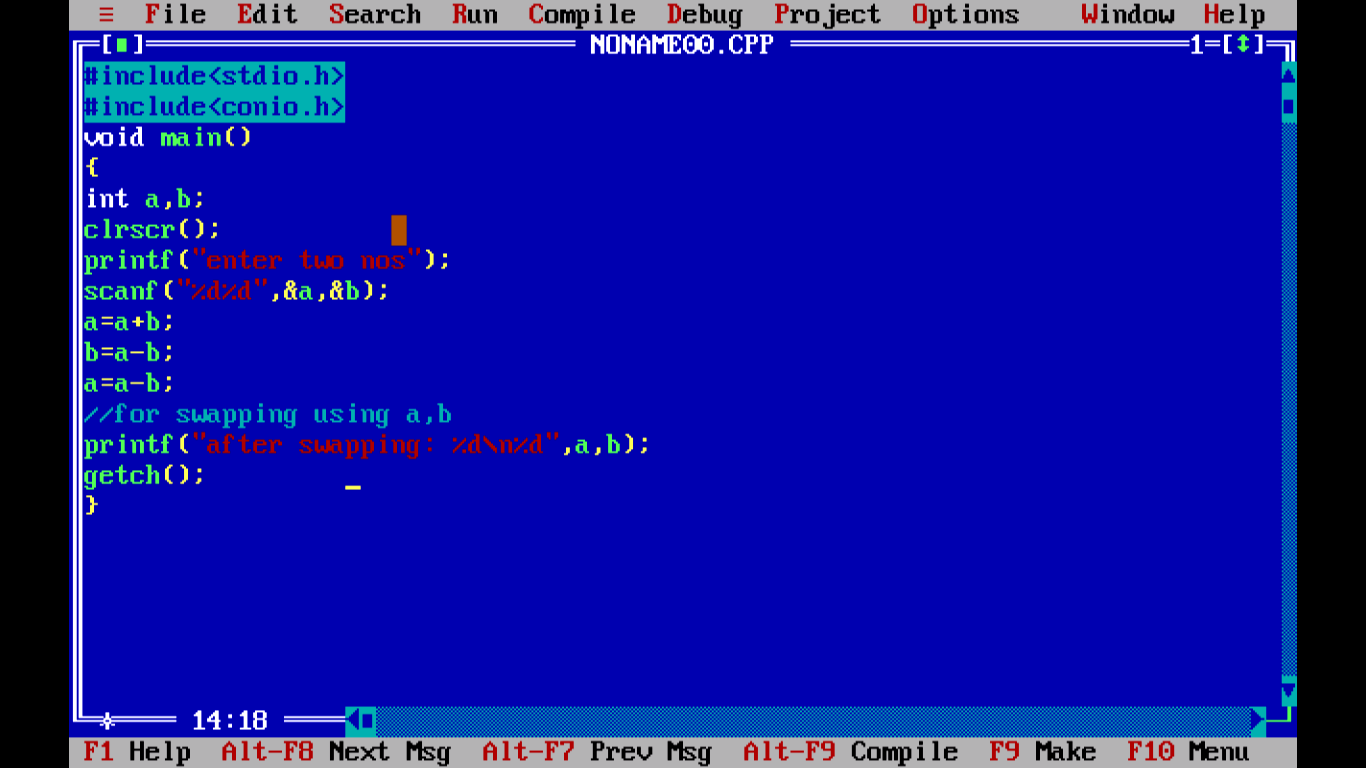 ≡ File Edit Search Run Compile Debug Project Options Window Help
[■] NONAME00.CPP 1=[↕]
#include<stdio.h>
#include<conio.h>
void main()
{
int a,b;
clrscr();
printf("enter two nos");
scanf("%d%d",&a,&b);
a=a+b;
b=a-b;
a=a-b;
//for swapping using a,b
printf("after swapping: %d\n%d",a,b);
getch();
}
14:18
F1 Help Alt-F8 Next Msg Alt-F7 Prev Msg Alt-F9 Compile F9 Make F10 Menu